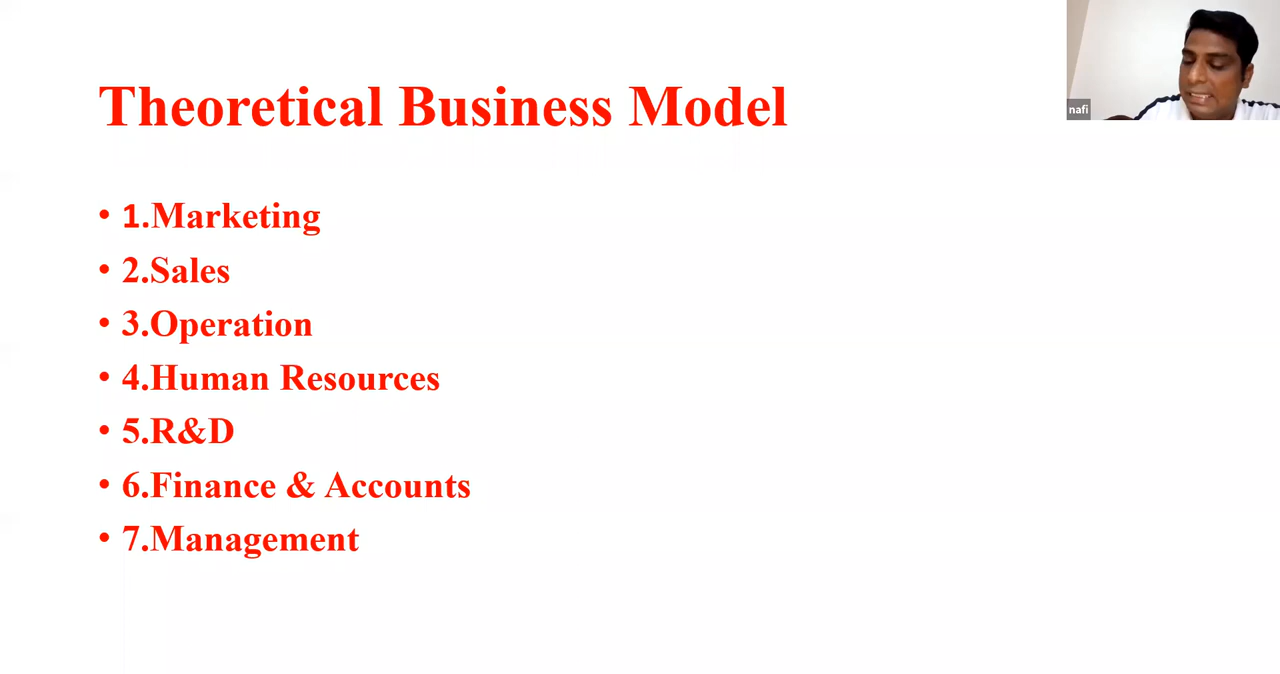 Theoretical Business Model
nafi
• 1.Marketing
• 2.Sales
• 3.Operation
• 4.Human Resources
• 5.R&D
• 6.Finance & Accounts
• 7.Management